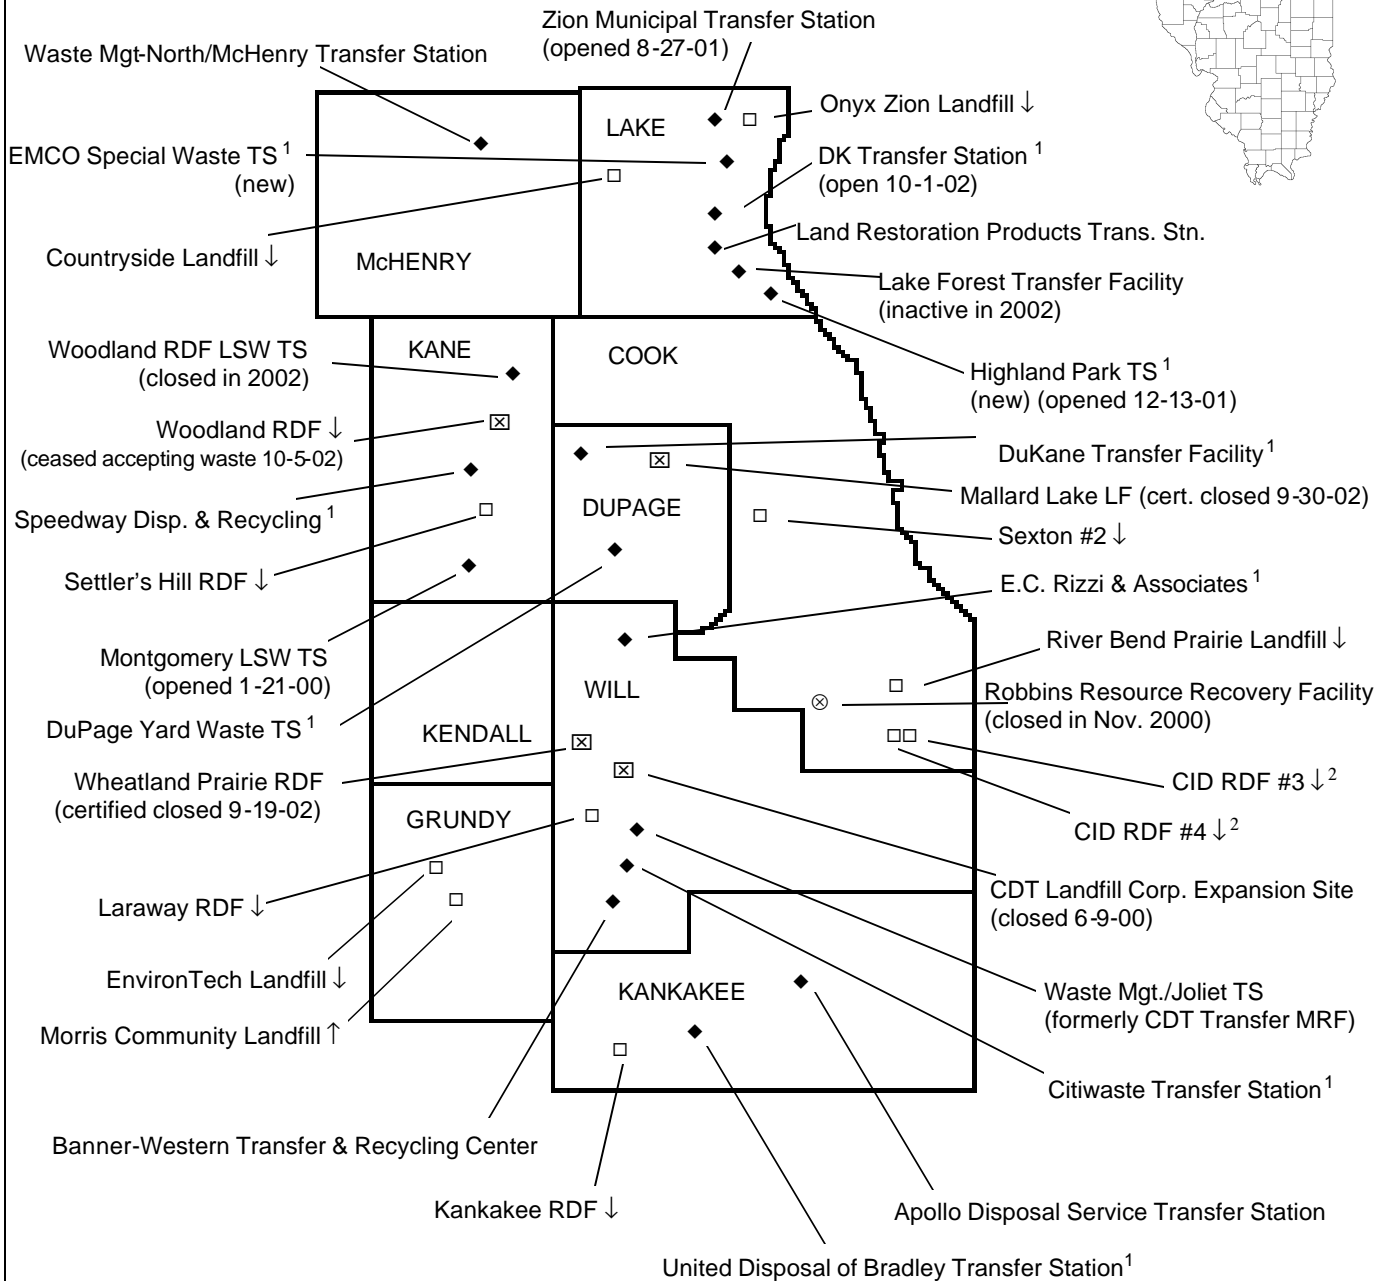 Zion Municipal Transfer Station
(opened 8-27-01)
Waste Mgt-North/McHenry Transfer Station
Onyx Zion Landfill ↓
LAKE
EMCO Special Waste TS 1
(new)
DK Transfer Station 1
(open 10-1-02)
Land Restoration Products Trans. Stn.
Countryside Landfill ↓
McHENRY
Lake Forest Transfer Facility
(inactive in 2002)
Woodland RDF LSW TS
(closed in 2002)
KANE
COOK
Highland Park TS 1
(new) (opened 12-13-01)
Woodland RDF ↓
(ceased accepting waste 10-5-02)
DuKane Transfer Facility 1
Mallard Lake LF (cert. closed 9-30-02)
DUPAGE
Speedway Disp. & Recycling 1
Sexton #2 ↓
Settler's Hill RDF ↓
E.C. Rizzi & Associates 1
River Bend Prairie Landfill ↓
Montgomery LSW TS
(opened 1-21-00)
WILL
Robbins Resource Recovery Facility
(closed in Nov. 2000)
DuPage Yard Waste TS 1
KENDALL
Wheatland Prairie RDF
(certified closed 9-19-02)
CID RDF #3 ↓2
GRUNDY
CID RDF #4 ↓2
Laraway RDF ↓
CDT Landfill Corp. Expansion Site
(closed 6-9-00)
EnvironTech Landfill ↓
KANKAKEE
Waste Mgt./Joliet TS
(formerly CDT Transfer MRF)
Morris Community Landfill ↑
Citiwaste Transfer Station 1
Banner-Western Transfer & Recycling Center
Kankakee RDF ↓
Apollo Disposal Service Transfer Station
United Disposal of Bradley Transfer Station 1